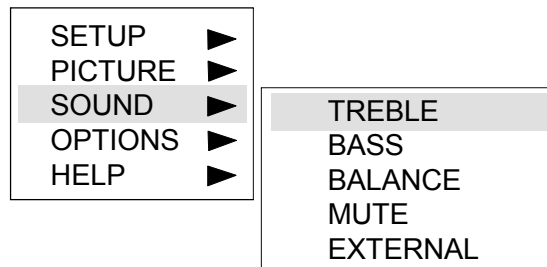 SETUP
PICTURE
SOUND
OPTIONS
HELP
TREBLE
BASS
BALANCE
MUTE
EXTERNAL